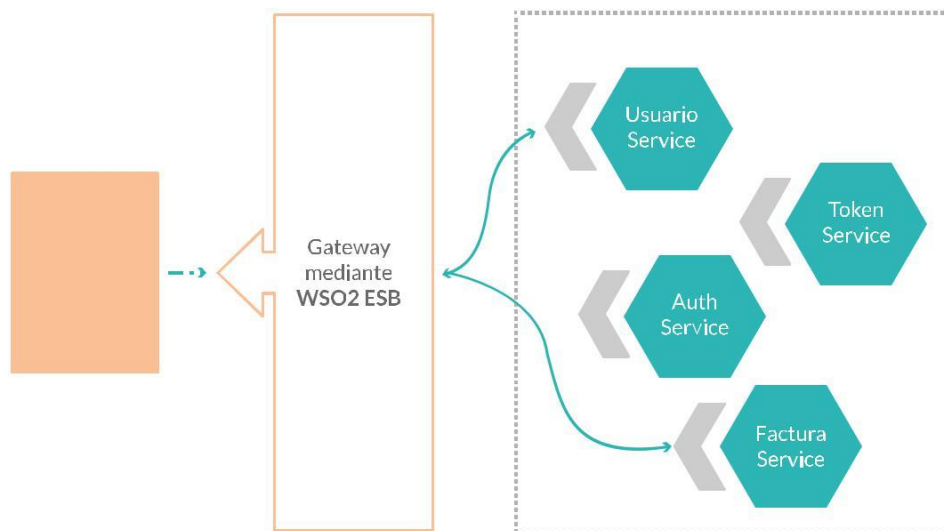 Usuario
Service
Token
Service
Gateway
mediante
WSO2 ESB
Auth
Service
Factura
Service